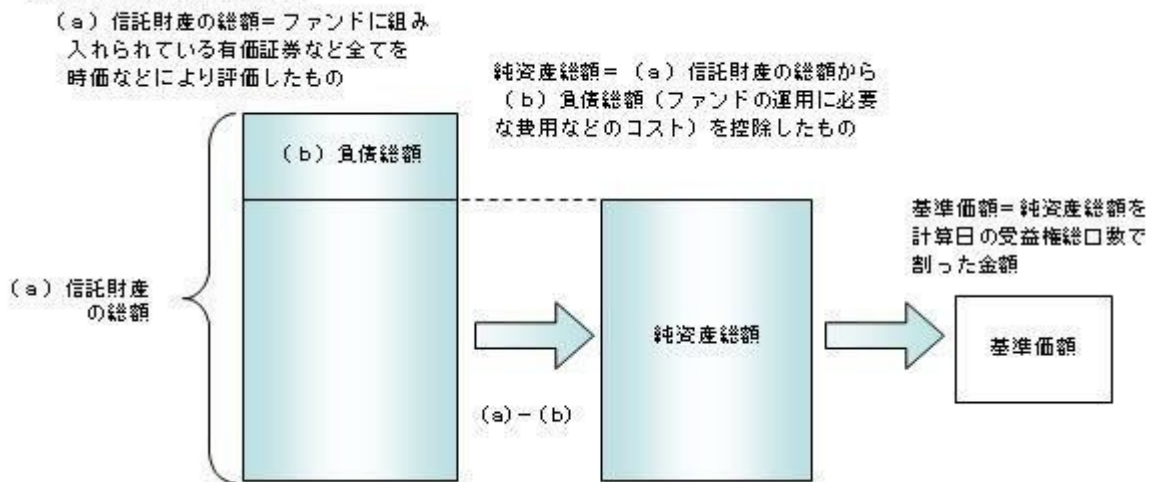 (a) 信託財産の総額=ファンドに組み
入れられている有価証券など全てを
時価などにより評価したもの
純資産総額= (a) 信託財産の総額から
(b) 負債総額(ファンドの運用に必要
な費用などのコスト)を控除したもの
(b) 負債総額
基準価額=純資産総額を
計算日の受益権総口数で
割った金額
(a) 信託財産
の総額
純資産総額
基準価額
(a)-(b)